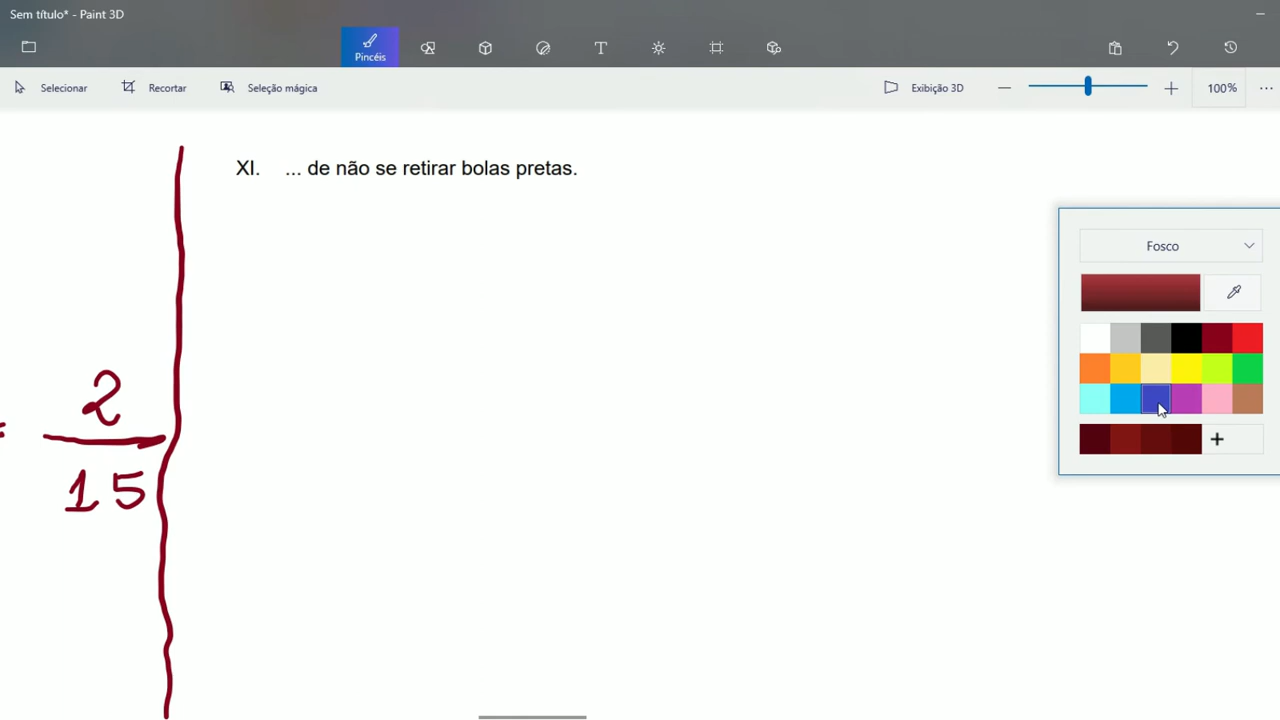 Sem título* - Paint 3D
Pincéis
Selecionar
Recortar
Seleção mágica
Exibição 3D
100%
XI. ... de não se retirar bolas pretas.
Fosco
= 2
15